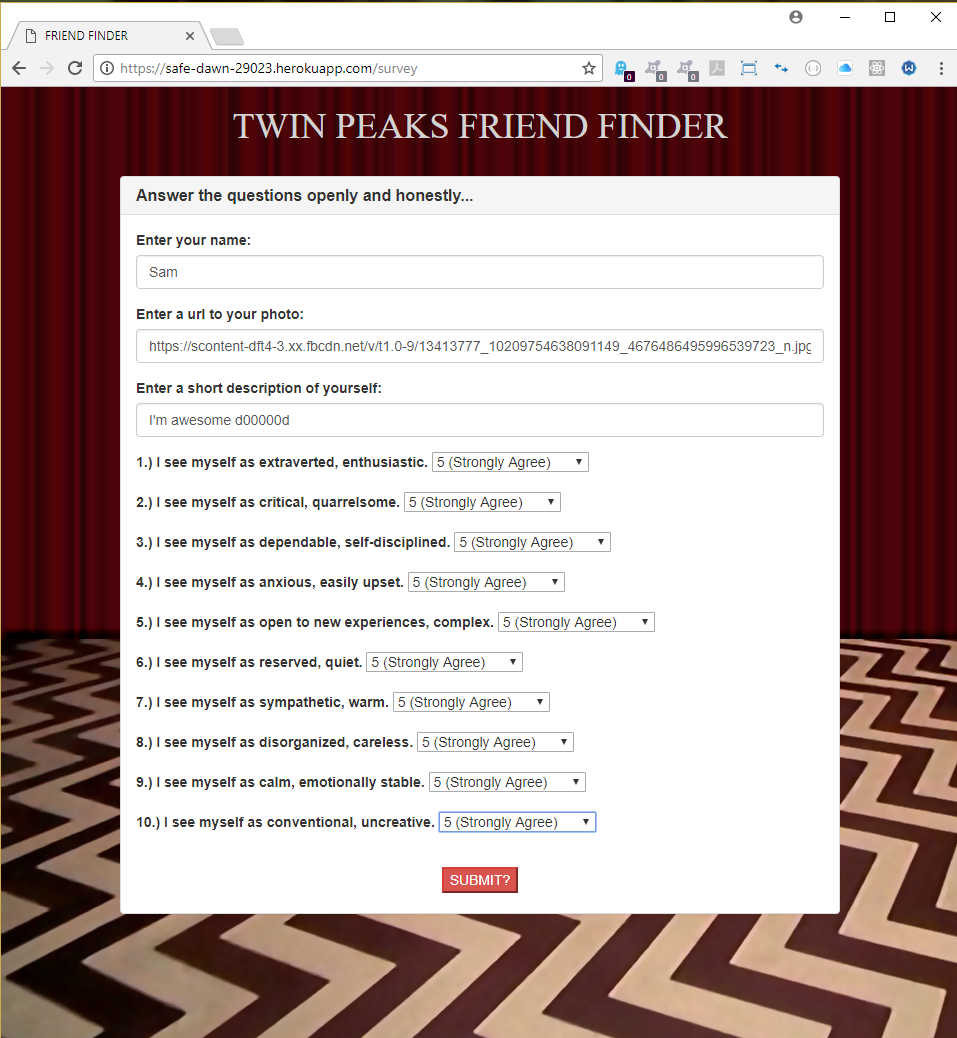 FRIEND FINDER
https://safe-dawn-29023.herokuapp.com/survey
0 0 0
TWIN PEAKS FRIEND FINDER
Answer the questions openly and honestly...
Enter your name:
Sam
Enter a url to your photo:
https://scontent-dft4-3.xx.fbcdn.net/v/t1.0-9/13413777_10209754638091149_4676486495996539723_n.jpg
Enter a short description of yourself:
I'm awesome d00000d
1.) I see myself as extraverted, enthusiastic. 5 (Strongly Agree)
2.) I see myself as critical, quarrelsome. 5 (Strongly Agree)
3.) I see myself as dependable, self-disciplined. 5 (Strongly Agree)
4.) I see myself as anxious, easily upset. 5 (Strongly Agree)
5.) I see myself as open to new experiences, complex. 5 (Strongly Agree)
6.) I see myself as reserved, quiet. 5 (Strongly Agree)
7.) I see myself as sympathetic, warm. 5 (Strongly Agree)
8.) I see myself as disorganized, careless. 5 (Strongly Agree)
9.) I see myself as calm, emotionally stable. 5 (Strongly Agree)
10.) I see myself as conventional, uncreative. 5 (Strongly Agree)
SUBMIT?